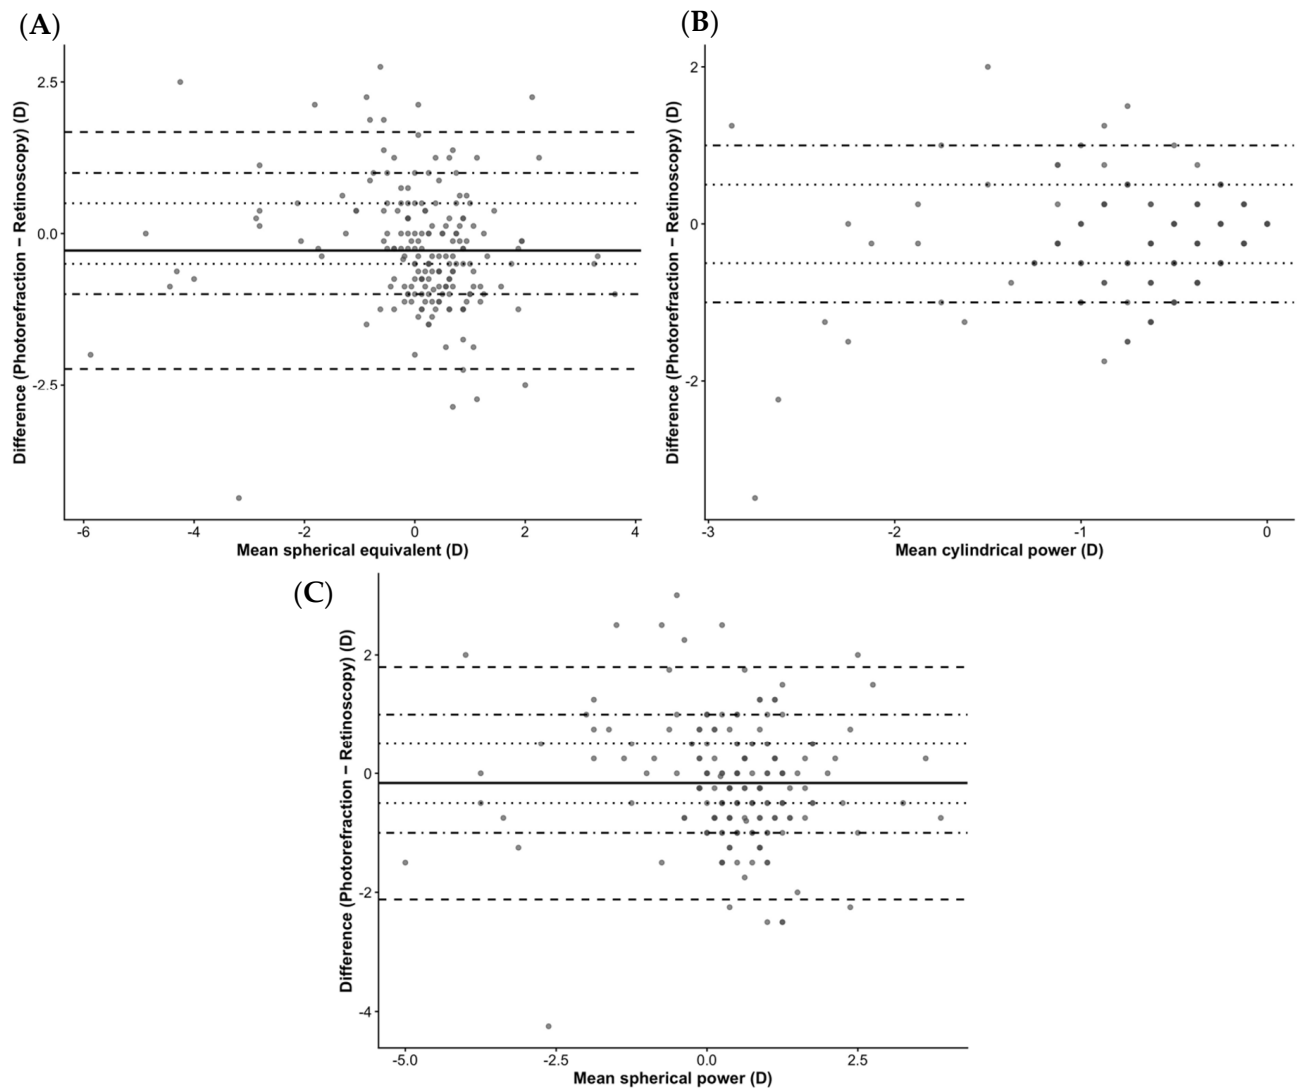 (A)
Difference (Photorefraction − Retinoscopy) (D)
2.5
0.0
-2.5
-6 -4 -2 0 2 4
Mean spherical equivalent (D)
(B)
Difference (Photorefraction − Retinoscopy) (D)
2
0
-2
-3 -2 -1 0
Mean cylindrical power (D)
(C)
Difference (Photorefraction − Retinoscopy) (D)
2
0
-2
-4
-5.0 -2.5 0.0 2.5
Mean spherical power (D)